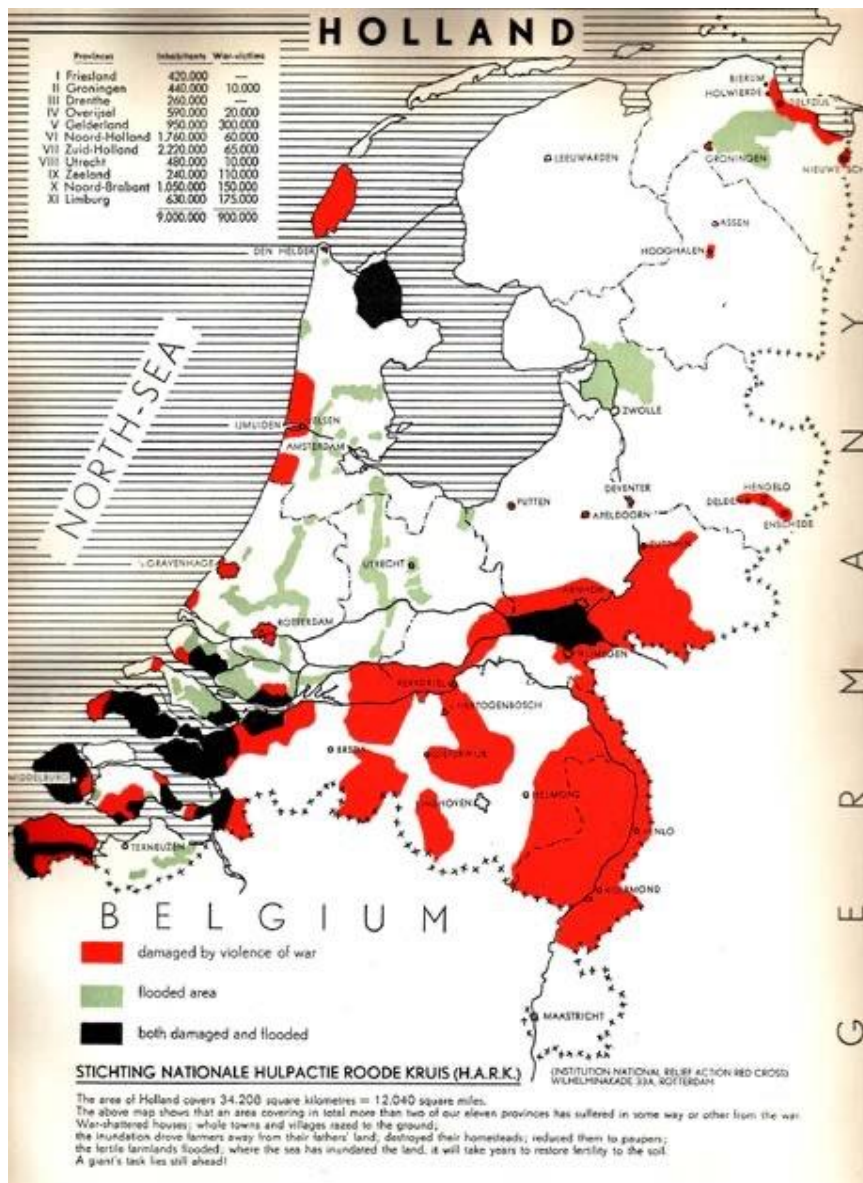 HOLLAND
Provinces Inhabitants War-victims
I Friesland 420.000 —
II Groningen 440.000 10.000
III Drenthe 260.000 —
IV Overijsel 590.000 20.000
V Gelderland 950.000 300.000
VI Noord-Holland 1.760.000 60.000
VII Zuid-Holland 2.220.000 65.000
VIII Utrecht 480.000 10.000
IX Zeeland 240.000 110.000
X Noord-Brabant 1.050.000 150.000
XI Limburg 630.000 175.000
9.000.000 900.000
BIERUM
HOLWIERDE
DELFZIJL
LEEUWARDEN
GRONINGEN
NIEUWE SCH
ASSEN
DEN HELDER
HOOGHALEN
NORTH-SEA
GERMANY
ZWOLLE
IJMUIDEN
VELSEN
AMSTERDAM
PUTTEN
DEVENTER
APELDOORN
HENGELO
DELDEN
ENSCHEDE
GRAVENHAGE
UTRECHT
ROTTERDAM
NIJMEGEN
KERKDRIEL
HERTOGENBOSCH
BREDA
OISTERWIJK
MIDDELBURG
EINDHOVEN
HELMOND
VENLO
TERNEUZEN
ROERMOND
BELGIUM
damaged by violence of war
flooded area
both damaged and flooded
MAASTRICHT
STICHTING NATIONALE HULPACTIE ROODE KRUIS (H.A.R.K.)
(INSTITUTION NATIONAL RELIEF ACTION RED CROSS)
WILHELMINAKADE 33A, ROTTERDAM
The area of Holland covers 34.208 square kilometres = 12.040 square miles.
The above map shows that an area covering in total more than two of our eleven provinces has suffered in some way or other from the war.
War-shattered houses; whole towns and villages razed to the ground;
the inundation drove farmers away from their fathers' land; destroyed their homesteads; reduced them to paupers;
the fertile farmlands flooded; where the sea has inundated the land, it will take years to restore fertility to the soil.
A giant's task lies still ahead!